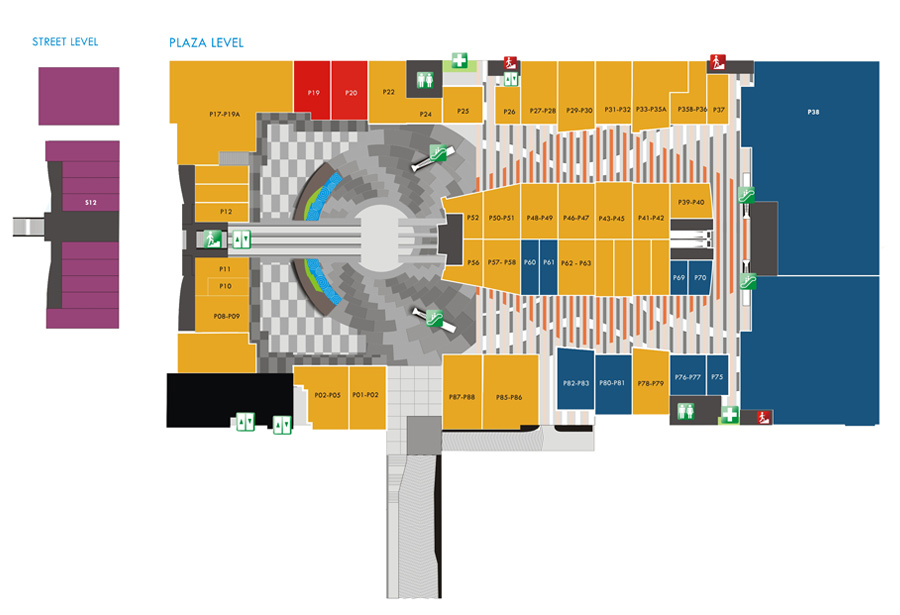 STREET LEVEL
PLAZA LEVEL
P19
P20
P22
P24
P25
P26
P27-P28
P29-P30
P31-P32
P33-P35A
P358-P36
P37
P38
P17-P19A
S12
P12
P52
P50-P51
P48-P49
P46-P47
P43-P45
P41-P42
P39-P40
P56
P57- P58
P60
P61
P62 - P63
P69
P70
P11
P10
P08-P09
P02-P05
P01-P02
P87-P88
P85-P86
P82-P83
P80-P81
P78-P79
P76-P77
P75